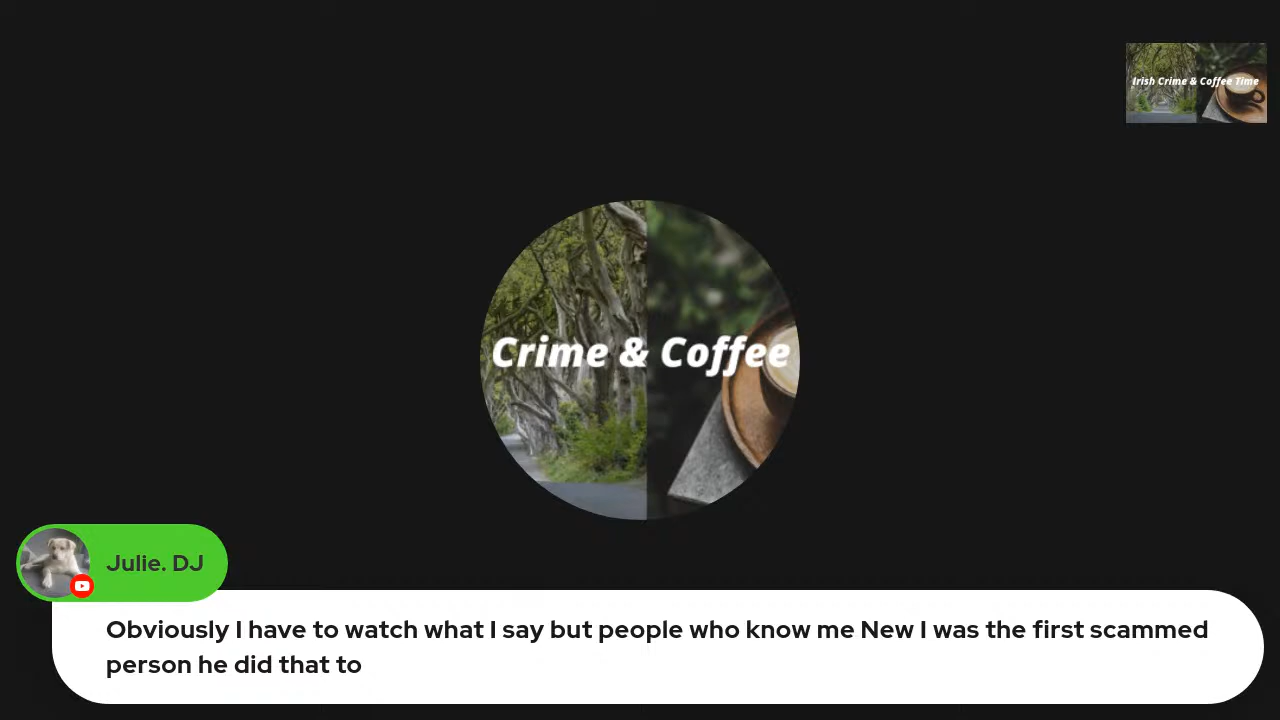 Irish Crime & Coffee Time
Crime & Coffee
Julie. DJ
Obviously I have to watch what I say but people who know me New I was the first scammed
person he did that to